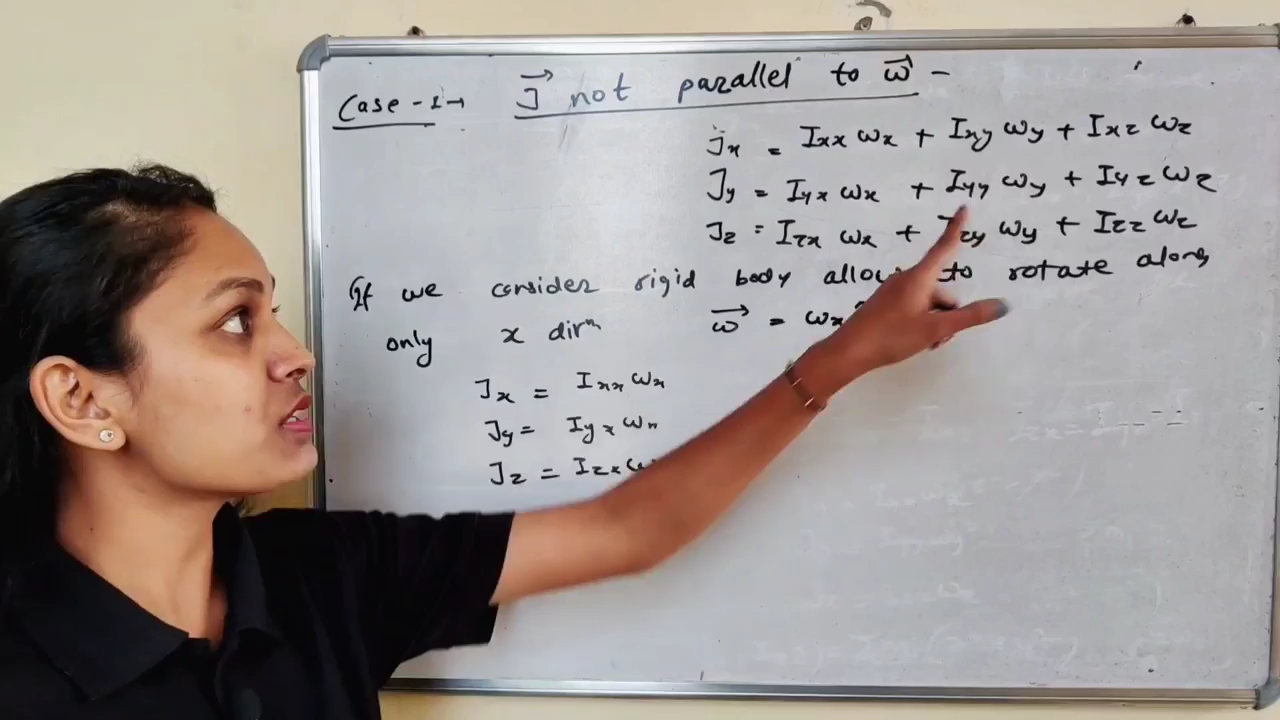 Case-1→ J⃗ not parallel to ω⃗ -
Jx = Ixx ωx + Ixy ωy + Ixz ωz
Jy = Iyx ωx + Iyy ωy + Iyz ωz
Jz = Izx ωx + Izy ωy + Izz ωz
If we consider rigid body to rotate along
only x dirⁿ ω⃗ = ωx
Jx = Ixx ωx
Jy = Iyx ωx
Jz = Izx